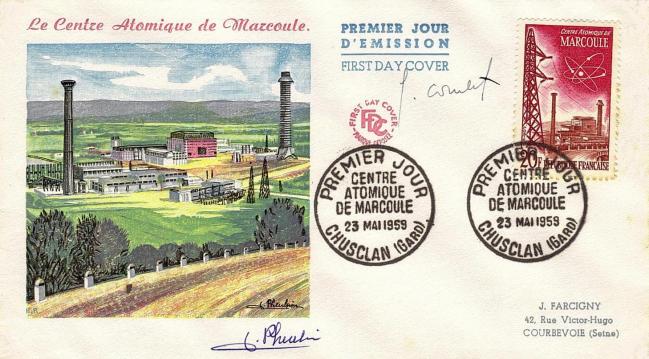 Le Centre Atomique de Marcoule.
PREMIER JOUR
D'EMISSION
FIRST DAY COVER
FIRST DAY COVER
FDC
CENTRE ATOMIQUE DE
MARCOULE
20F
FRANÇAISE
PREMIER JOUR
CENTRE
ATOMIQUE
DE MARCOULE
23 MAI 1959
CHUSCLAN (GARD)
PREMIER JOUR
CENTRE
ATOMIQUE
DE MARCOULE
23 MAI 1959
CHUSCLAN (GARD)
J. FARCIGNY
42, Rue Victor-Hugo
COURBEVOIE (Seine)